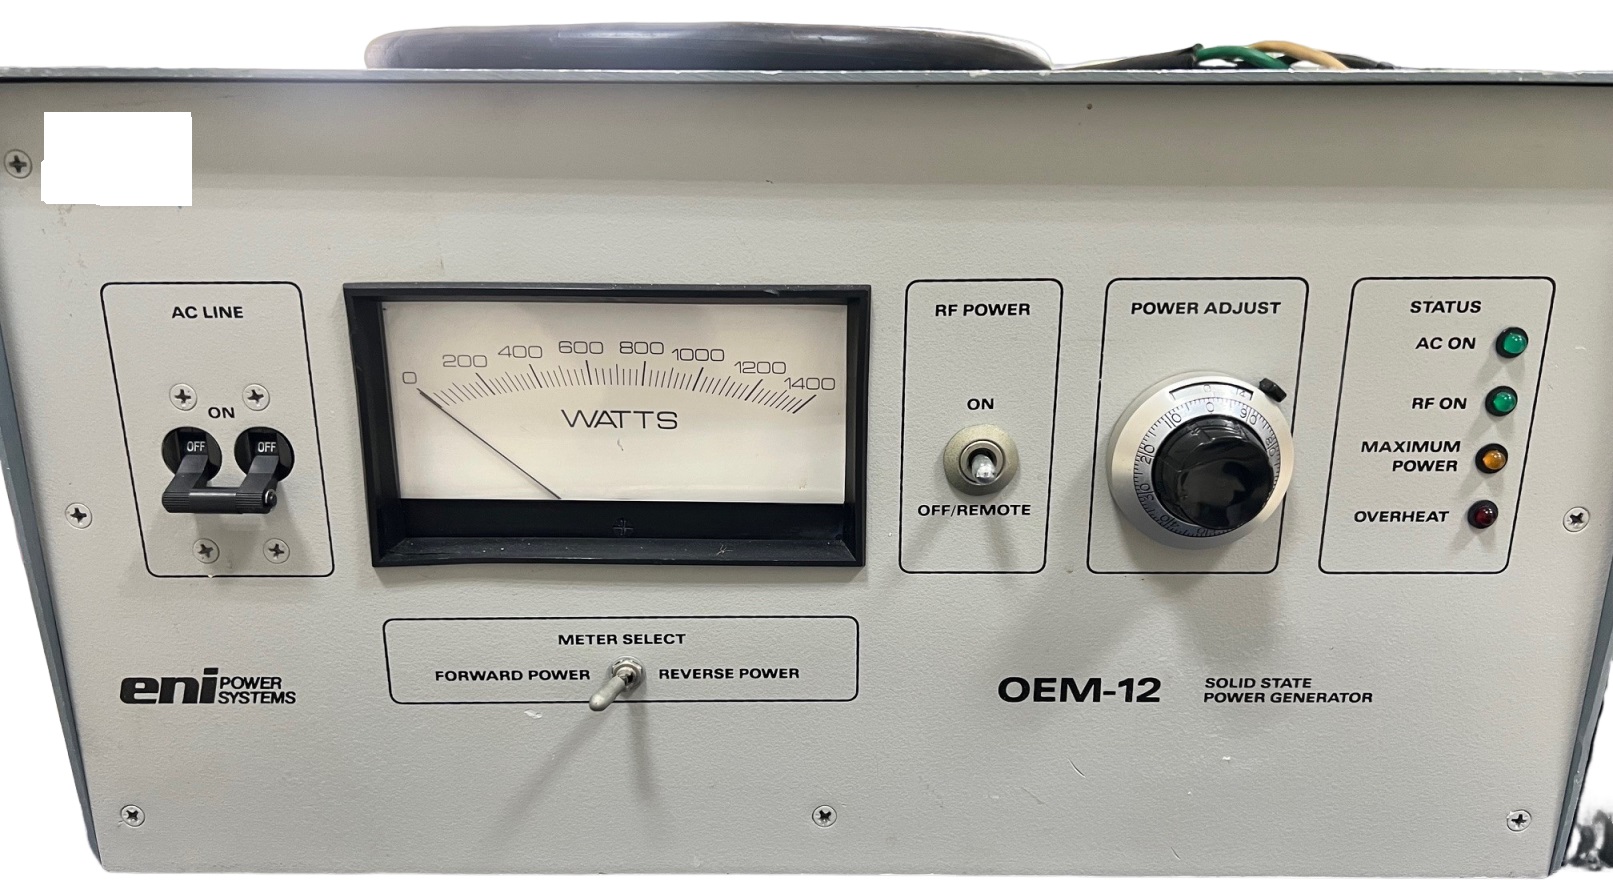 AC LINE
ON
OFF OFF
0 200 400 600 800 1000 1200 1400
WATTS
METER SELECT
FORWARD POWER REVERSE POWER
RF POWER
ON
OFF/REMOTE
POWER ADJUST
STATUS
AC ON
RF ON
MAXIMUM
POWER
OVERHEAT
eni POWER
SYSTEMS
OEM-12
SOLID STATE
POWER GENERATOR